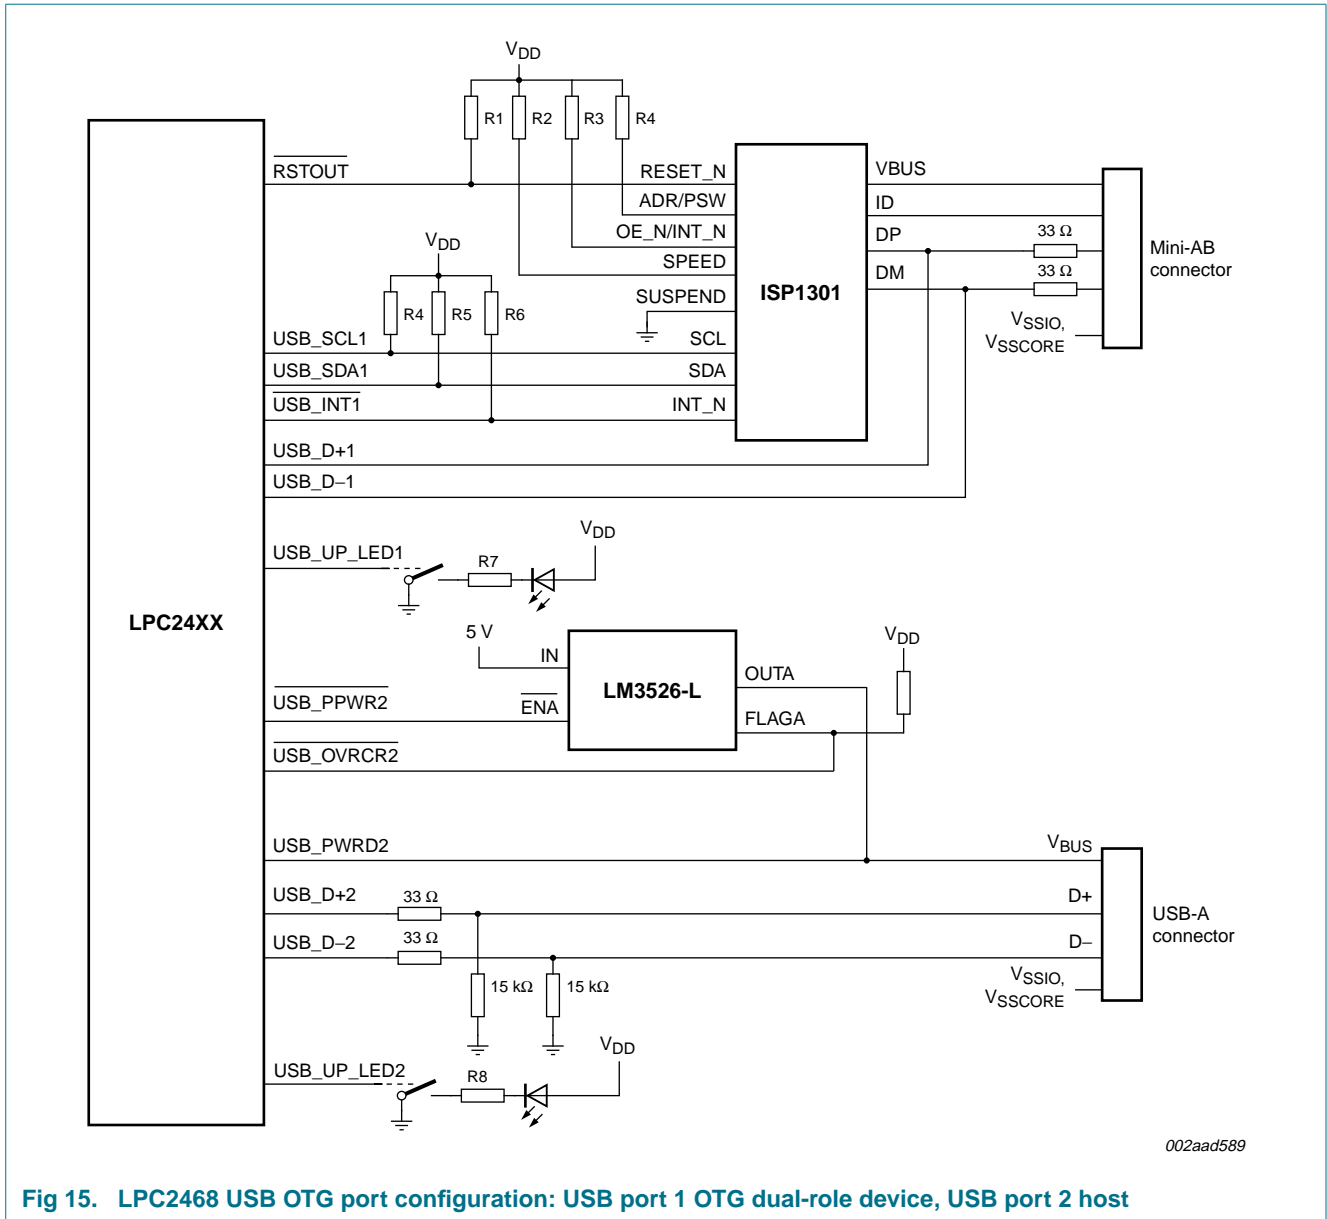 VDD
R1 R2 R3 R4
RSTOUT
RESET_N
ADR/PSW
OE_N/INT_N
SPEED
SUSPEND
SCL
SDA
INT_N
ISP1301
VBUS
ID
DP
DM
33 Ω
33 Ω
Mini-AB
connector
VSSIO,
VSSCORE
VDD
R4 R5 R6
USB_SCL1
USB_SDA1
USB_INT1
USB_D+1
USB_D−1
USB_UP_LED1
R7
VDD
LPC24XX
5 V
IN
ENA
LM3526-L
OUTA
FLAGA
VDD
USB_PPWR2
USB_OVRCR2
USB_PWRD2
USB_D+2
33 Ω
USB_D−2
33 Ω
15 kΩ 15 kΩ
VBUS
D+
D−
USB-A
connector
VSSIO,
VSSCORE
USB_UP_LED2
R8
VDD
002aad589
Fig 15. LPC2468 USB OTG port configuration: USB port 1 OTG dual-role device, USB port 2 host